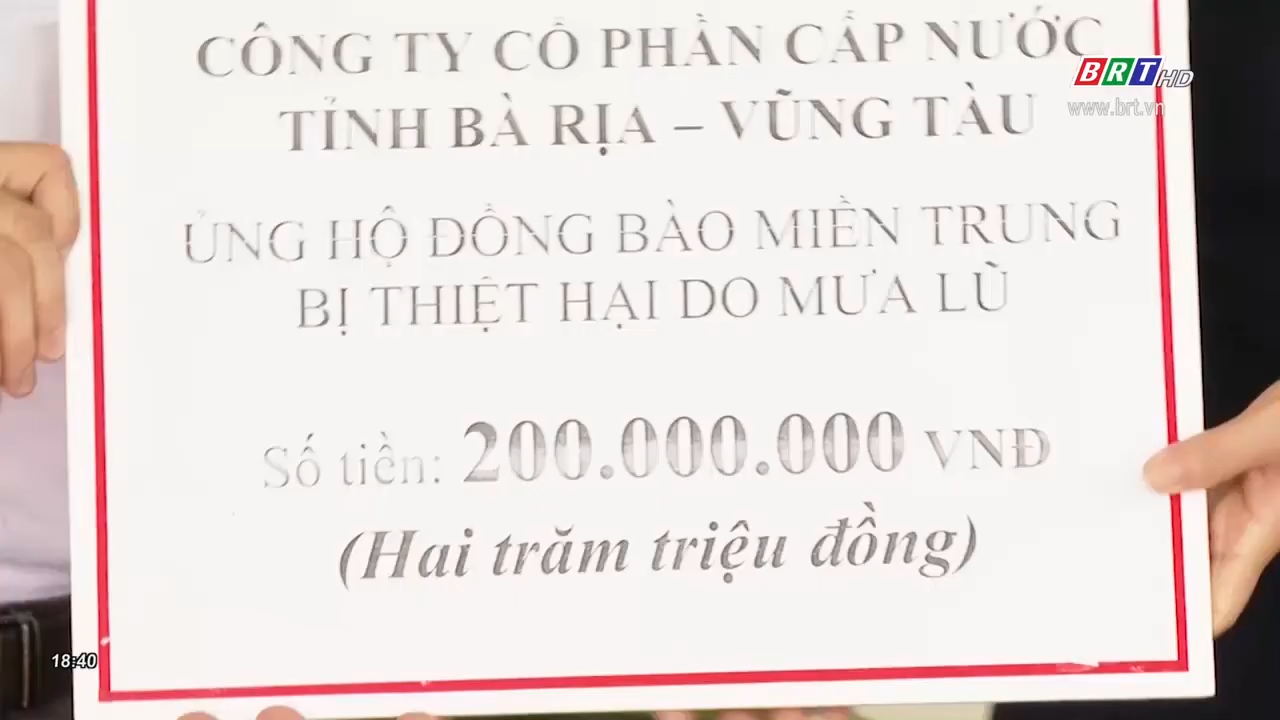 CÔNG TY CỔ PHẦN CẤP NƯỚC
TỈNH BÀ RỊA – VŨNG TÀU
ỦNG HỘ ĐỒNG BÀO MIỀN TRUNG
BỊ THIỆT HẠI DO MƯA LŨ
Số tiền: 200.000.000 VNĐ
(Hai trăm triệu đồng)
BRT HD
www.brt.vn
18:40